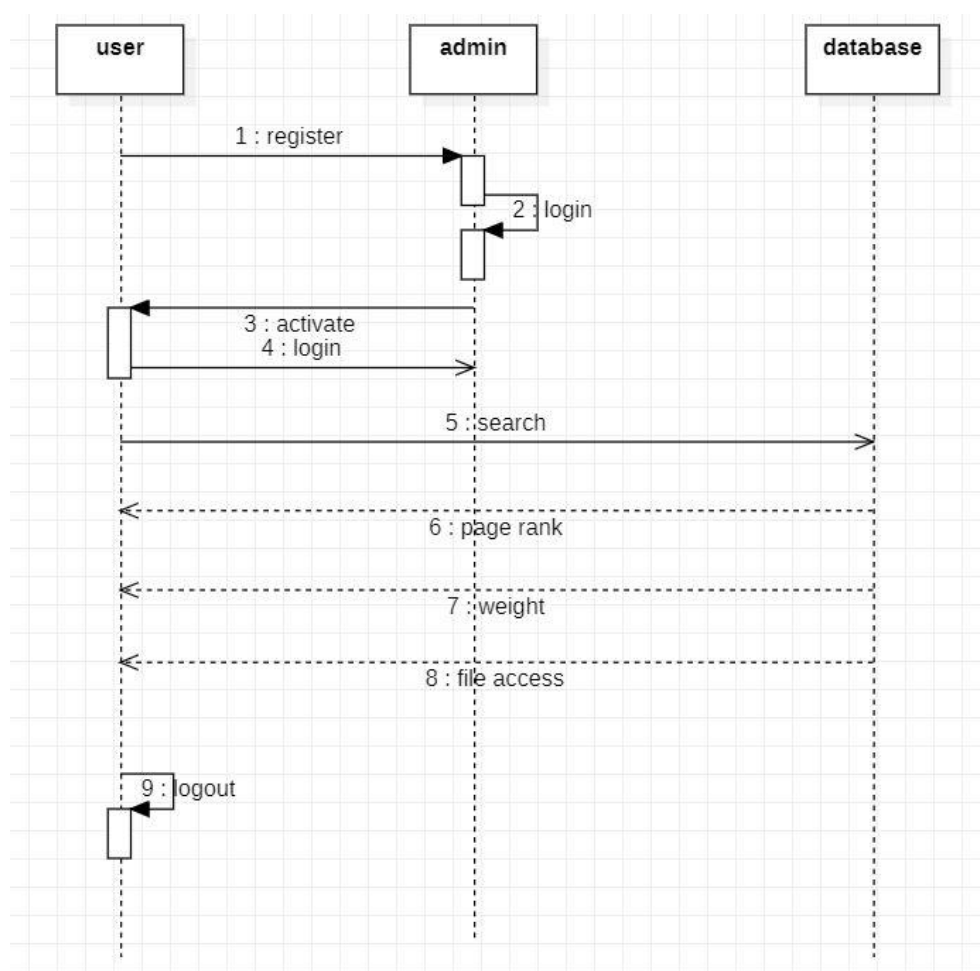 user
admin
database
1 : register
2 : login
3 : activate
4 : login
5 : search
6 : page rank
7 : weight
8 : file access
9 : logout